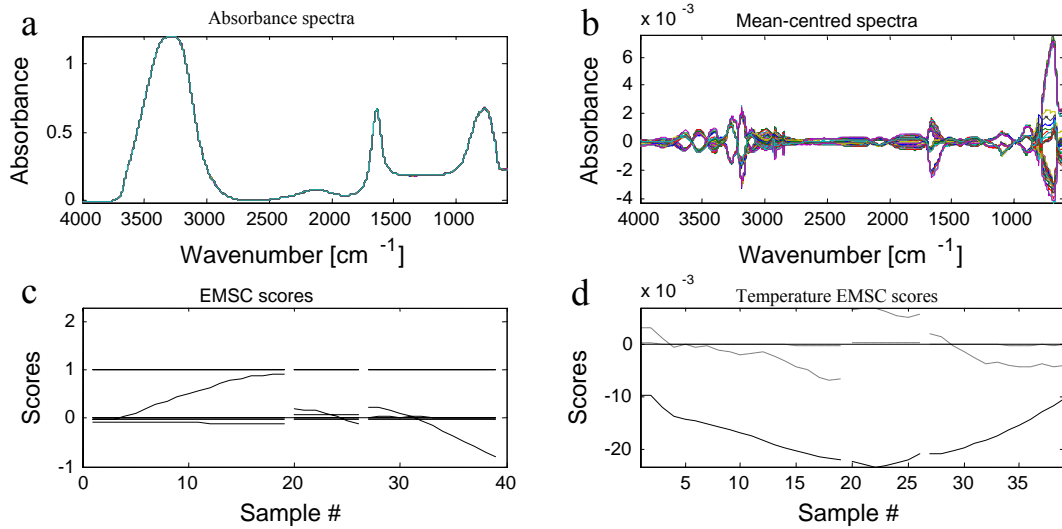 a
Absorbance spectra
Absorbance
1
0.5
0
4000 3500 3000 2500 2000 1500 1000
Wavenumber [cm -1]
b
x 10 -3
Mean-centred spectra
Absorbance
6
4
2
0
-2
-4
4000 3500 3000 2500 2000 1500 1000
Wavenumber [cm -1]
c
EMSC scores
Scores
2
1
0
-1
0 10 20 30 40
Sample #
d
x 10 -3
Temperature EMSC scores
Scores
0
-10
-20
5 10 15 20 25 30 35
Sample #